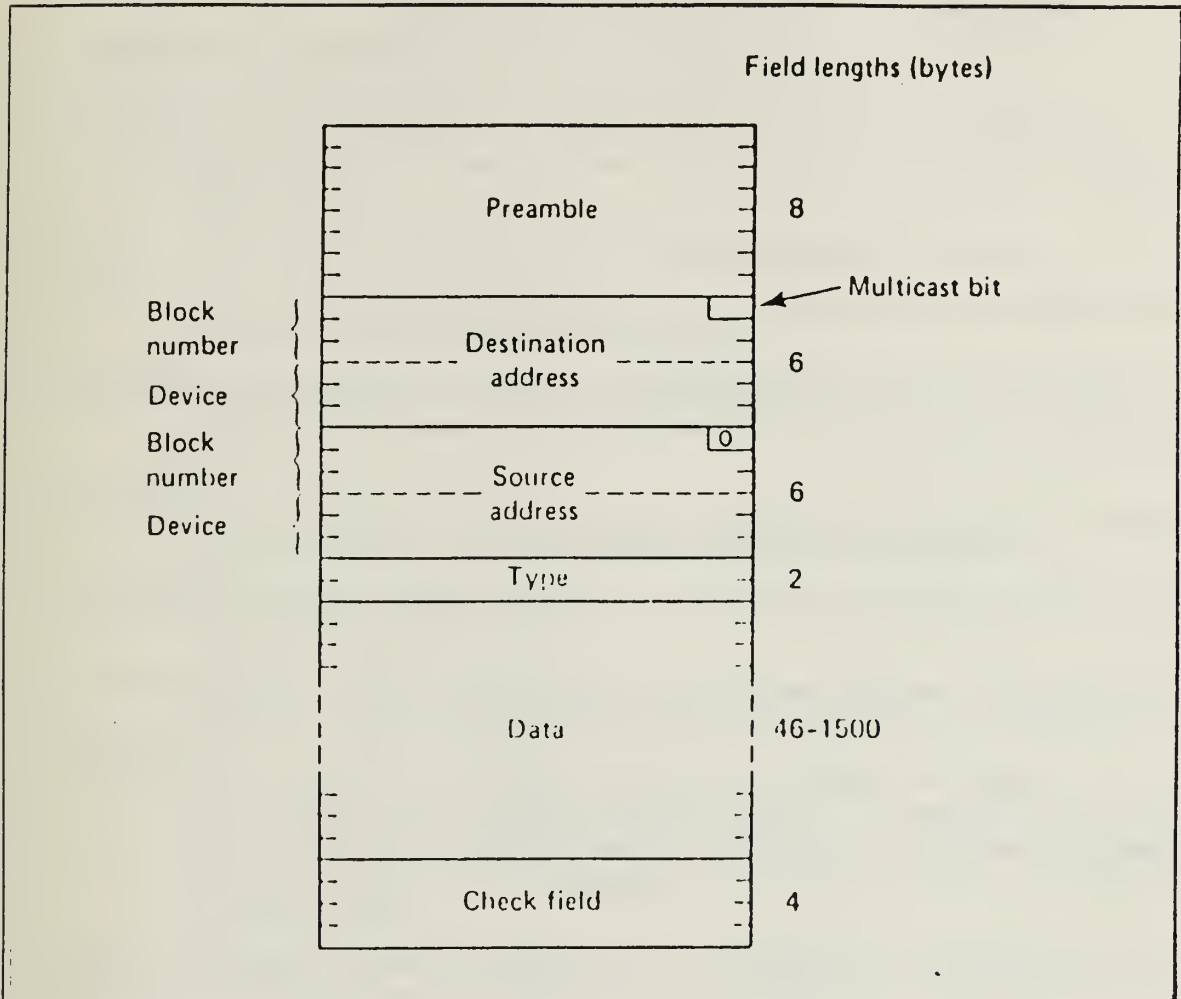 Field lengths (bytes)
Preamble
8
Multicast bit
Block
number
Destination
address
6
Device
0
Block
number
Source
address
6
Device
Type
2
Data
46-1500
Check field
4